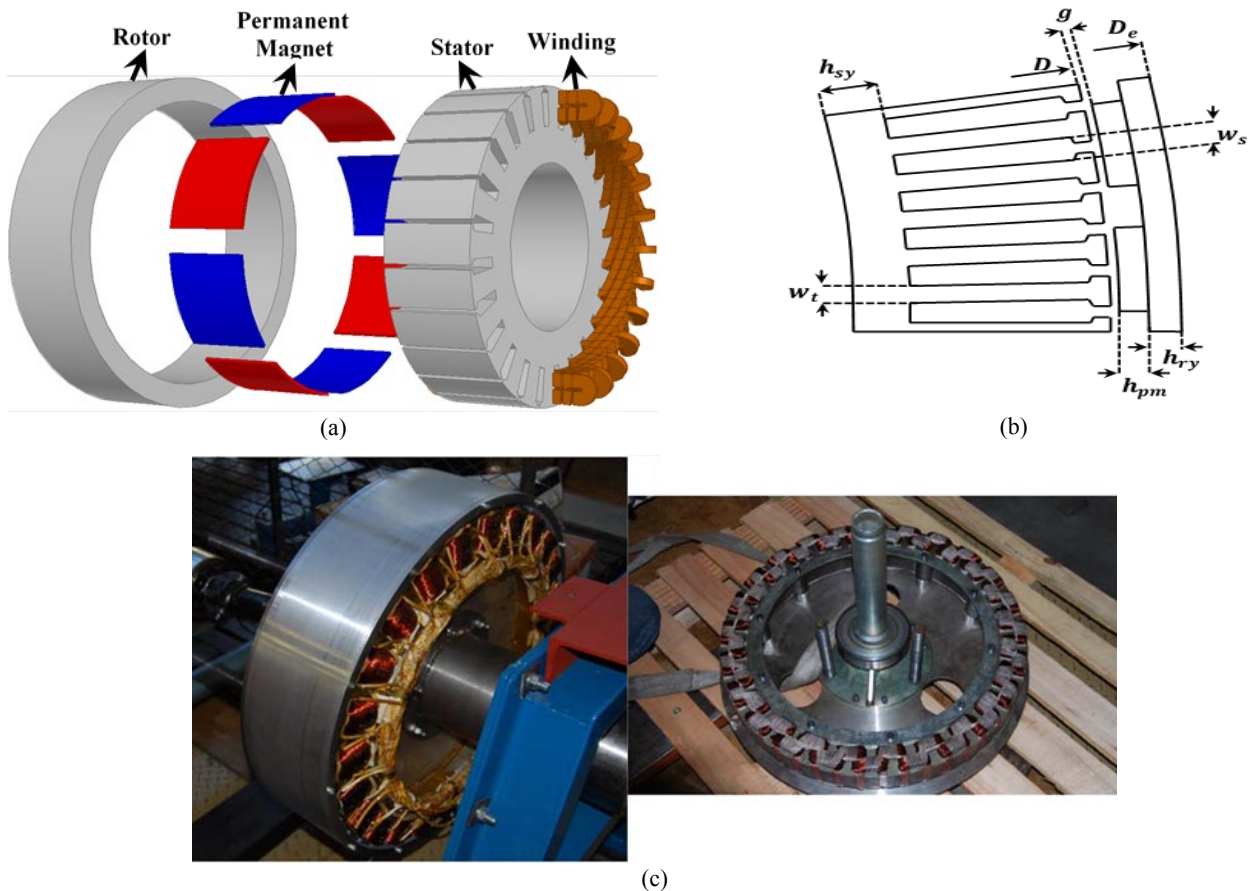 Rotor
Permanent
Magnet
Stator
Winding
(a)
g
D_e
D
h_sy
w_s
w_t
h_ry
h_pm
(b)
(c)